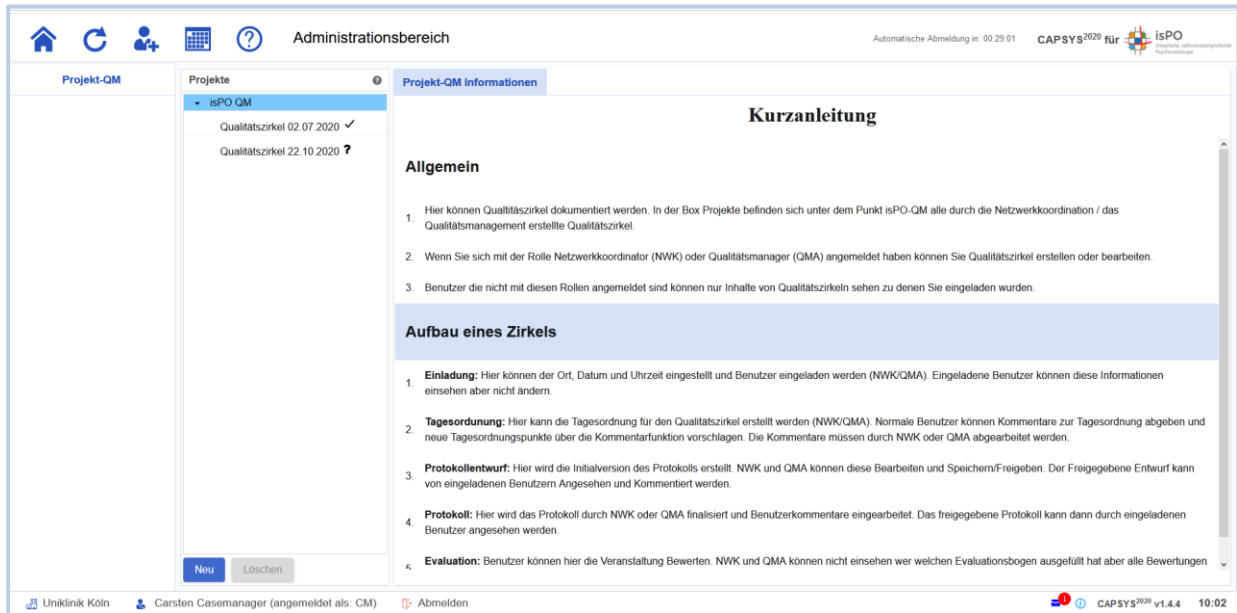 Administrationsbereich
Automatische Abmeldung in: 00:29:01
CAPSYS2020 für isPO
Integrierte, sektorenübergreifende
Psychoonkologie
Projekt-QM
Projekte
isPO QM
Qualitätszirkel 02.07.2020
Qualitätszirkel 22.10.2020 ?
Neu
Löschen
Projekt-QM Informationen
Kurzanleitung
Allgemein
1. Hier können Qualtitäszirkel dokumentiert werden. In der Box Projekte befinden sich unter dem Punkt isPO-QM alle durch die Netzwerkkoordination / das
Qualitätsmanagement erstellte Qualitätszirkel.
2. Wenn Sie sich mit der Rolle Netzwerkkoordinator (NWK) oder Qualitätsmanager (QMA) angemeldet haben können Sie Qualitätszirkel erstellen oder bearbeiten.
3. Benutzer die nicht mit diesen Rollen angemeldet sind können nur Inhalte von Qualitätszirkeln sehen zu denen Sie eingeladen wurden.
Aufbau eines Zirkels
1. Einladung: Hier können der Ort, Datum und Uhrzeit eingestellt und Benutzer eingeladen werden (NWK/QMA). Eingeladene Benutzer können diese Informationen
einsehen aber nicht ändern.
2. Tagesordunung: Hier kann die Tagesordnung für den Qualitätszirkel erstellt werden (NWK/QMA). Normale Benutzer können Kommentare zur Tagesordnung abgeben und
neue Tagesordnungspunkte über die Kommentarfunktion vorschlagen. Die Kommentare müssen durch NWK oder QMA abgearbeitet werden.
3. Protokollentwurf: Hier wird die Initialversion des Protokolls erstellt. NWK und QMA können diese Bearbeiten und Speichern/Freigeben. Der Freigegebene Entwurf kann
von eingeladenen Benutzern Angesehen und Kommentiert werden.
4. Protokoll: Hier wird das Protokoll durch NWK oder QMA finalisiert und Benutzerkommentare eingearbeitet. Das freigegebene Protokoll kann dann durch eingeladenen
Benutzer angesehen werden.
5. Evaluation: Benutzer können hier die Veranstaltung Bewerten. NWK und QMA können nicht einsehen wer welchen Evaluationsbogen ausgefüllt hat aber alle Bewertungen
Uniklinik Köln
Carsten Casemanager (angemeldet als: CM)
Abmelden
1
CAPSYS2020 v1.4.4
10:02